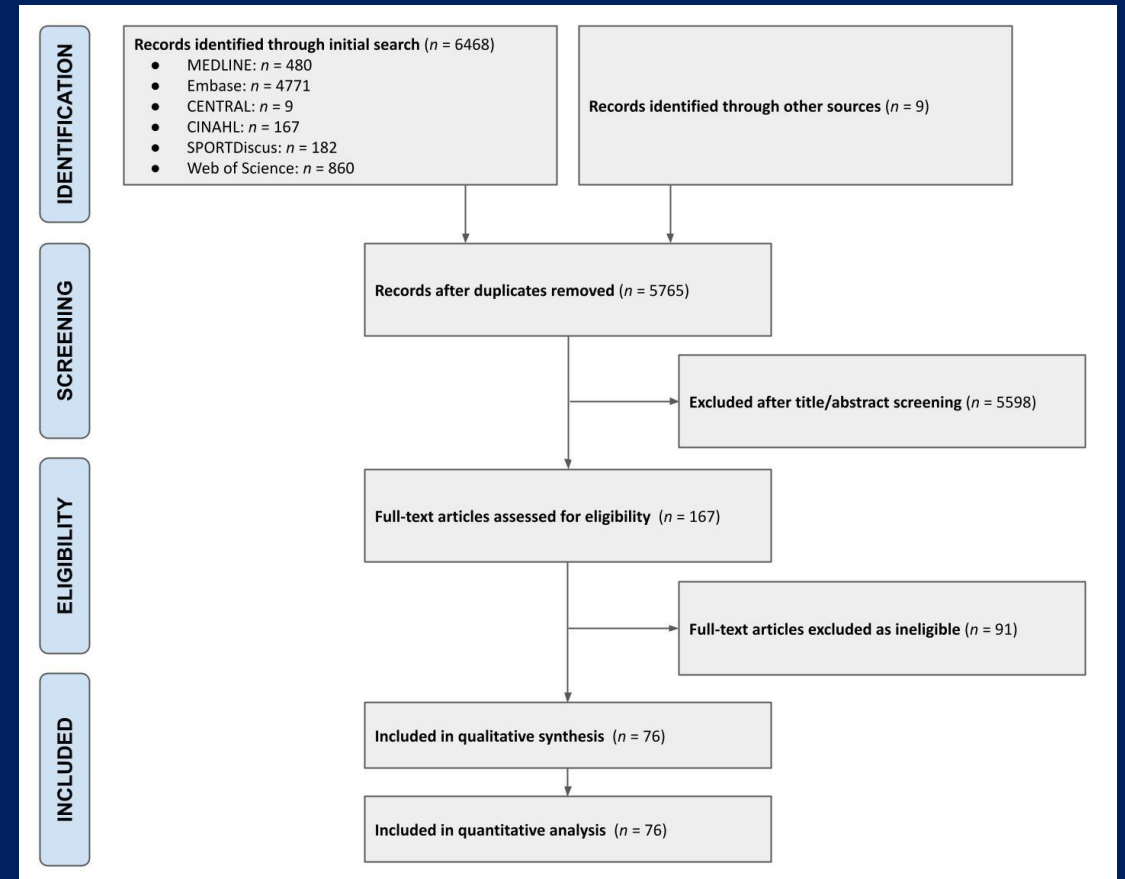 IDENTIFICATION
Records identified through initial search (n = 6468)
● MEDLINE: n = 480
● Embase: n = 4771
● CENTRAL: n = 9
● CINAHL: n = 167
● SPORTDiscus: n = 182
● Web of Science: n = 860
Records identified through other sources (n = 9)
SCREENING
Records after duplicates removed (n = 5765)
Excluded after title/abstract screening (n = 5598)
ELIGIBILITY
Full-text articles assessed for eligibility (n = 167)
Full-text articles excluded as ineligible (n = 91)
INCLUDED
Included in qualitative synthesis (n = 76)
Included in quantitative analysis (n = 76)